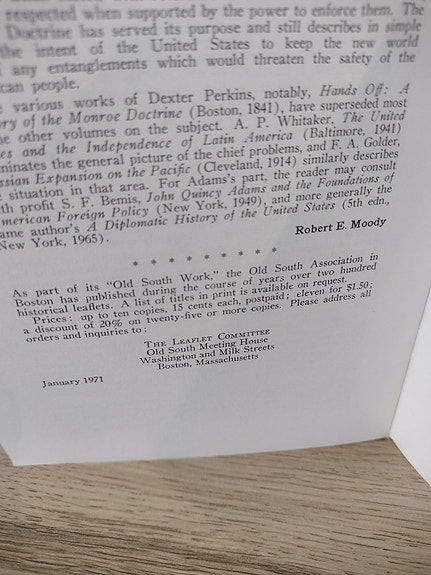 respected when supported by the power to enforce them. The
Doctrine has served its purpose and still describes in simple
the intent of the United States to keep the new world
any entanglements which would threaten the safety of the
can people.
various works of Dexter Perkins, notably, Hands Off: A
ory of the Monroe Doctrine (Boston, 1841), have superseded most
he other volumes on the subject. A. P. Whitaker, The United
es and the Independence of Latin America (Baltimore, 1941)
minates the general picture of the chief problems, and F. A. Golder,
ssian Expansion on the Pacific (Cleveland, 1914) similarly describes
situation in that area. For Adams's part, the reader may consult
th profit S. F. Bemis, John Quincy Adams and the Foundations of
merican Foreign Policy (New York, 1949), and more generally the
ame author's A Diplomatic History of the United States (5th edn.,
New York, 1965).
Robert E. Moody
* * * * * * * * *
As part of its "Old South Work," the Old South Association in
Boston has published during the course of years over two hundred
historical leaflets. A list of titles in print is available on request.
Prices: up to ten copies, 15 cents each, postpaid; eleven for $1.50;
a discount of 20% on twenty-five or more copies. Please address all
orders and inquiries to:
THE LEAFLET COMMITTEE
Old South Meeting House
Washington and Milk Streets
Boston, Massachusetts
January 1971